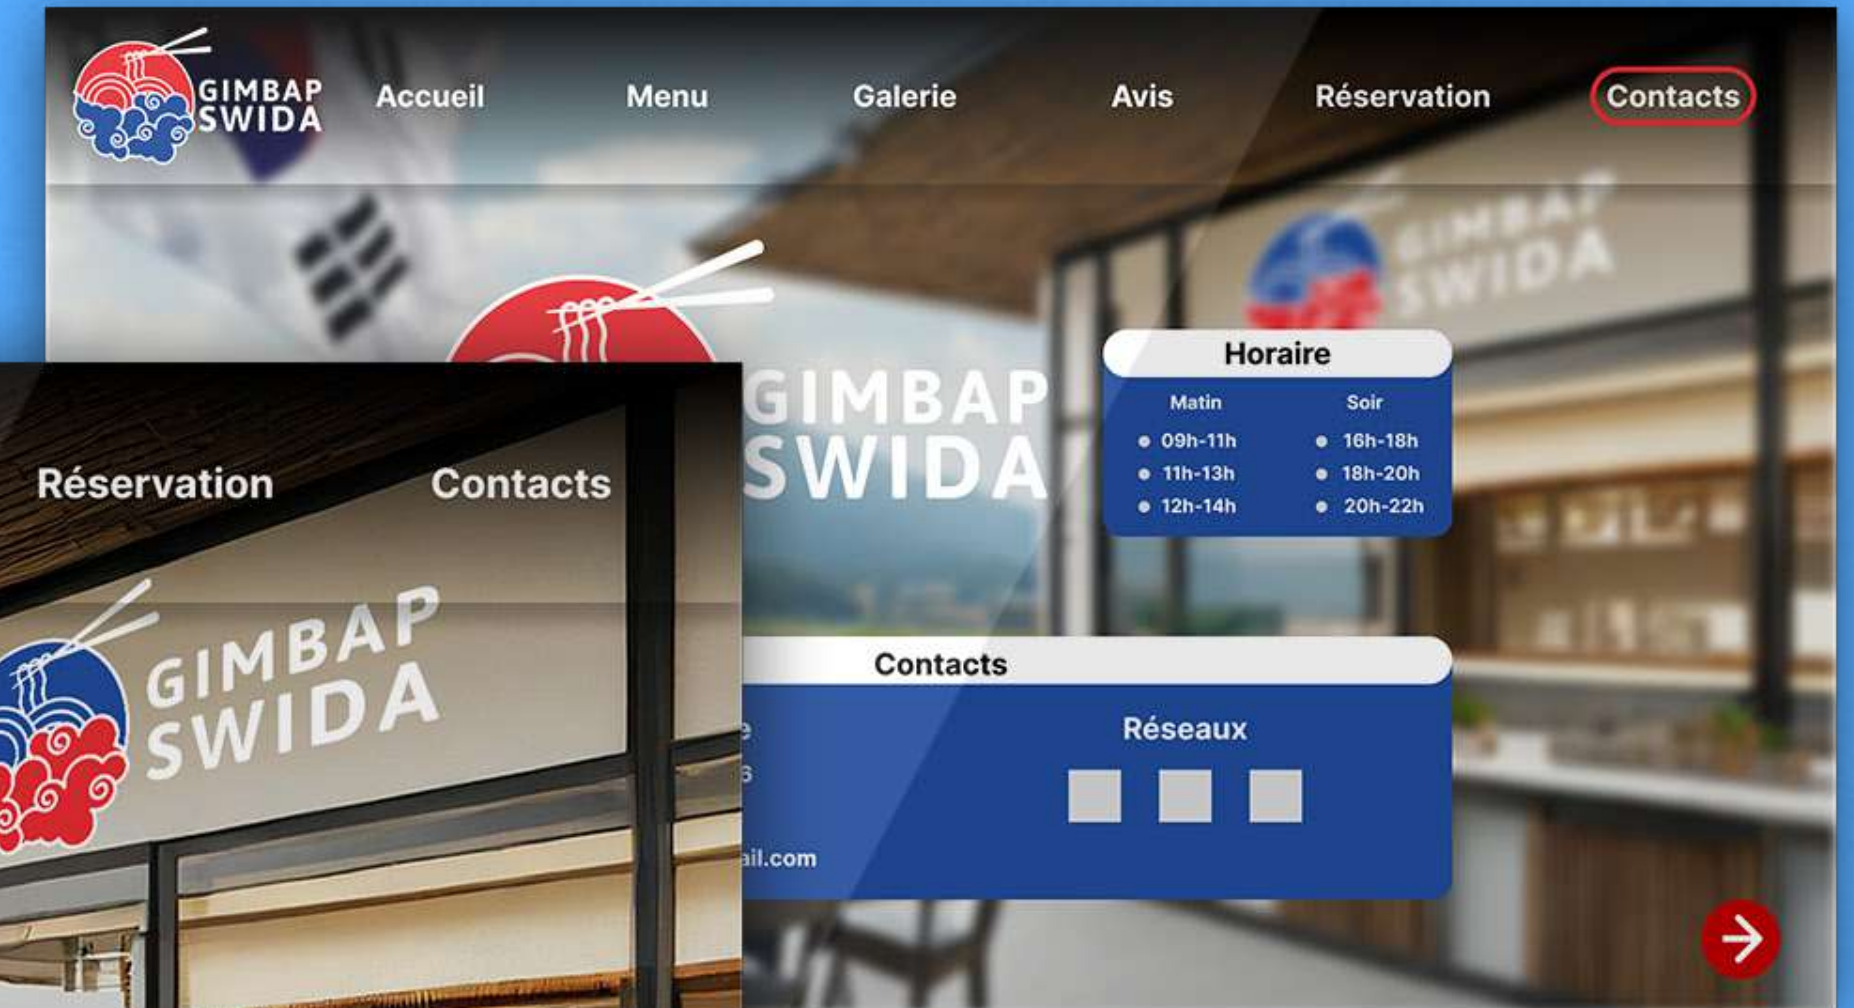 GIMBAP
SWIDA
Accueil
Menu
Galerie
Avis
Réservation
Contacts
GIMBAP
SWIDA
GIMBAP
SWIDA
Horaire
Matin
Soir
09h-11h
16h-18h
11h-13h
18h-20h
12h-14h
20h-22h
Réservation
Contacts
GIMBAP
SWIDA
Contacts
Réseaux
ail.com